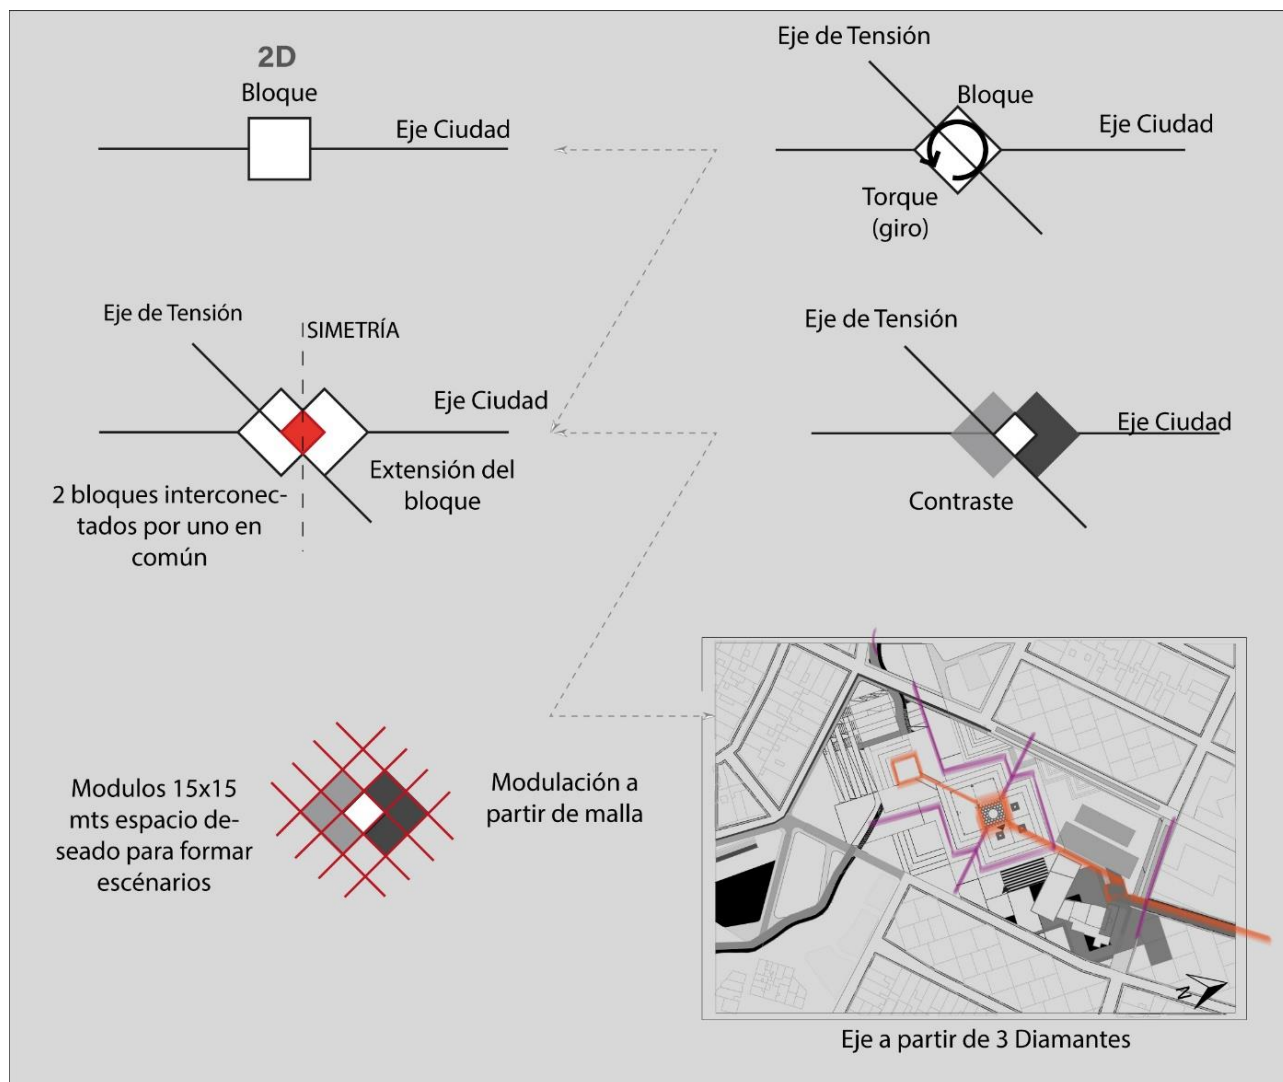 2D
Bloque
Eje Ciudad
Eje de Tensión
Bloque
Eje Ciudad
Torque
(giro)
Eje de Tensión
SIMETRÍA
Eje Ciudad
Extensión del
bloque
2 bloques interconec-
tados por uno en
común
Eje de Tensión
Eje Ciudad
Contraste
Modulos 15x15
mts espacio de-
seado para formar
escénarios
Modulación a
partir de malla
N
Eje a partir de 3 Diamantes